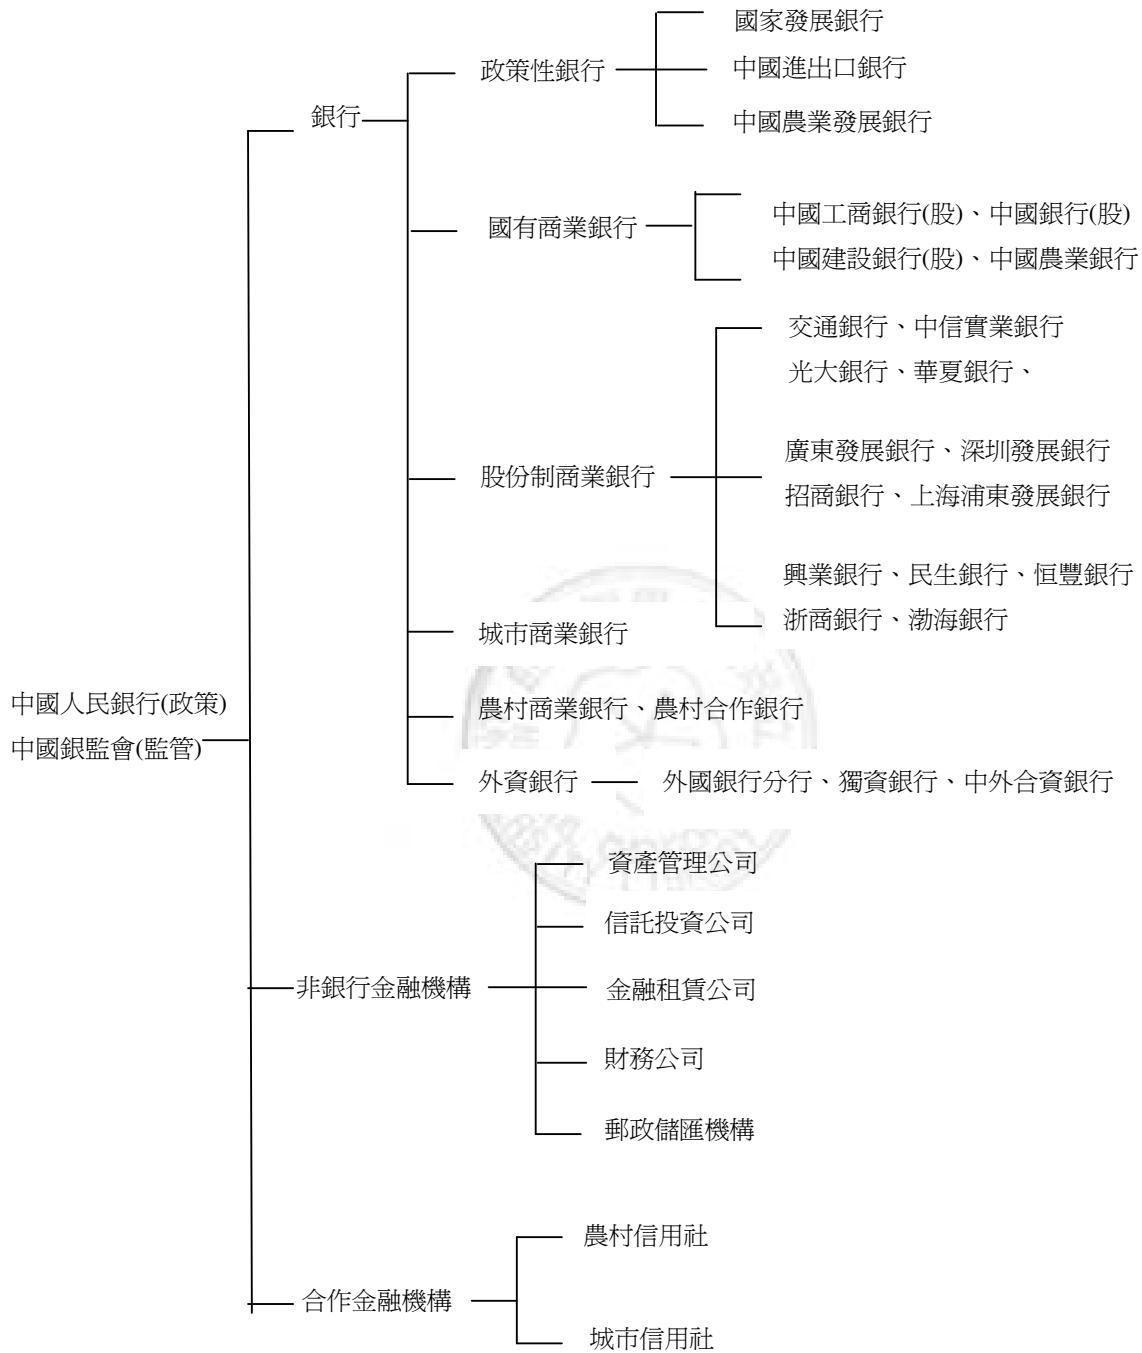 國家發展銀行
政策性銀行
中國進出口銀行
銀行
中國農業發展銀行
國有商業銀行
中國工商銀行(股)、中國銀行(股)
中國建設銀行(股)、中國農業銀行
交通銀行、中信實業銀行
光大銀行、華夏銀行、
股份制商業銀行
廣東發展銀行、深圳發展銀行
招商銀行、上海浦東發展銀行
興業銀行、民生銀行、恒豐銀行
浙商銀行、渤海銀行
城市商業銀行
農村商業銀行、農村合作銀行
中國人民銀行(政策)
中國銀監會(監管)
外資銀行
外國銀行分行、獨資銀行、中外合資銀行
資產管理公司
信託投資公司
非銀行金融機構
金融租賃公司
財務公司
郵政儲匯機構
農村信用社
合作金融機構
城市信用社